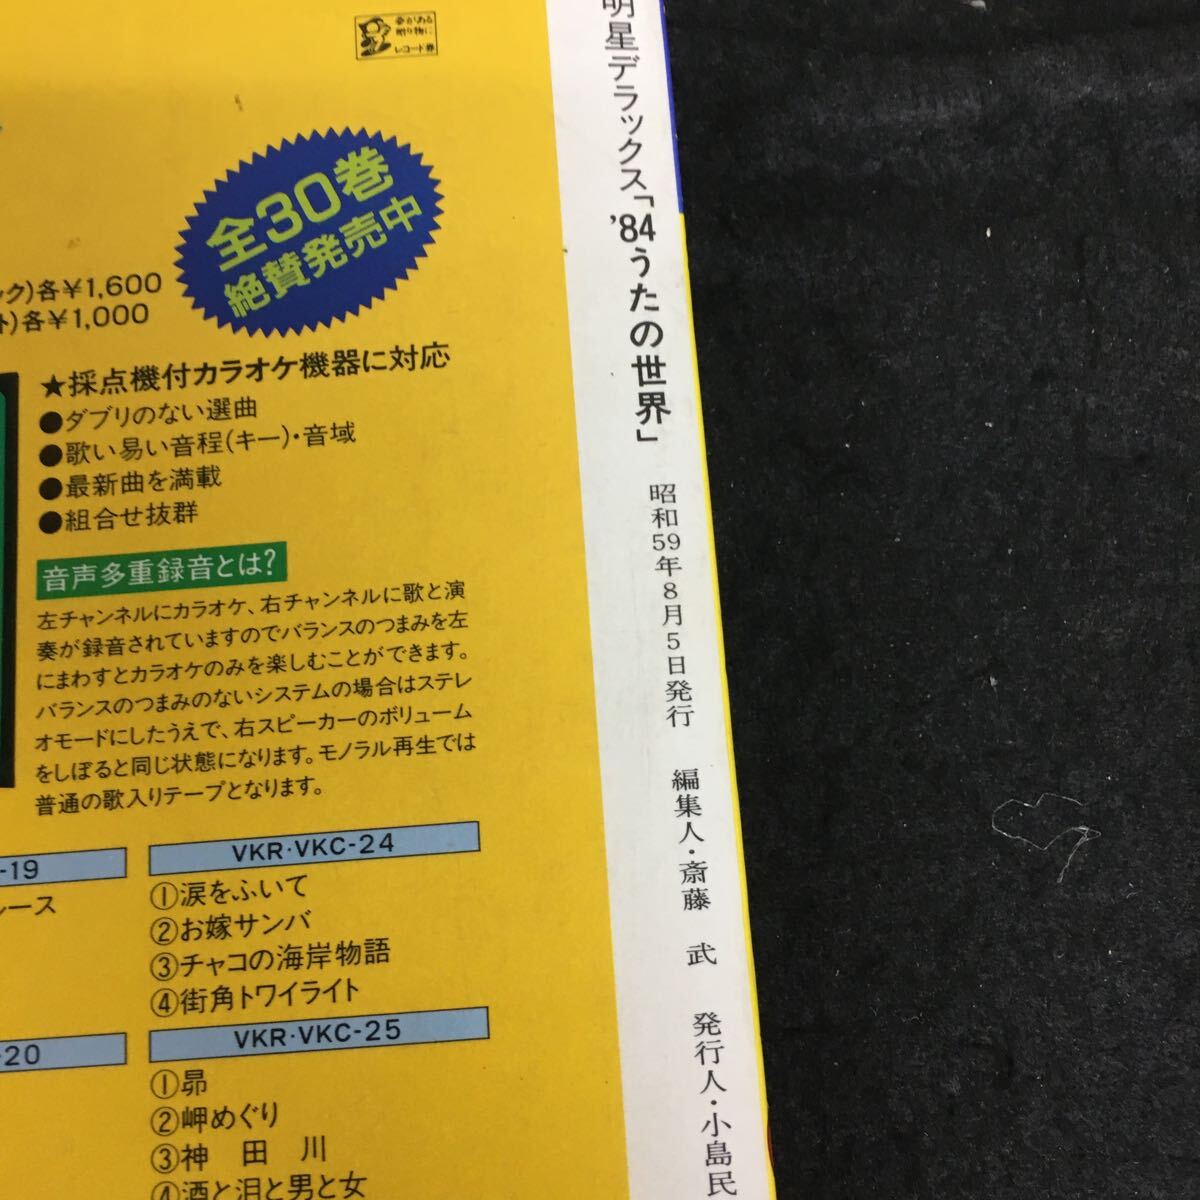 夢がある
贈り物に
レコード券
全30巻
絶賛発売中
ック)各¥1,600
ト)各¥1,000
★採点機付カラオケ機器に対応
●ダブリのない選曲
●歌い易い音程(キー)・音域
●最新曲を満載
●組合せ抜群
音声多重録音とは?
左チャンネルにカラオケ、右チャンネルに歌と演
奏が録音されていますのでバランスのつまみを左
にまわすとカラオケのみを楽しむことができます。
バランスのつまみのないシステムの場合はステレ
オモードにしたうえで、右スピーカーのボリューム
をしぼると同じ状態になります。モノラル再生では
普通の歌入りテープとなります。
-19
ルース
-20
VKR・VKC-24
①涙をふいて
②お嫁サンバ
③チャコの海岸物語
④街角トワイライト
VKR・VKC-25
①昴
②岬めぐり
③神田川
④酒と泪と男と女
明星デラックス「'84うたの世界」 昭和59年8月5日発行 編集人・斎藤 武 発行人・小島民